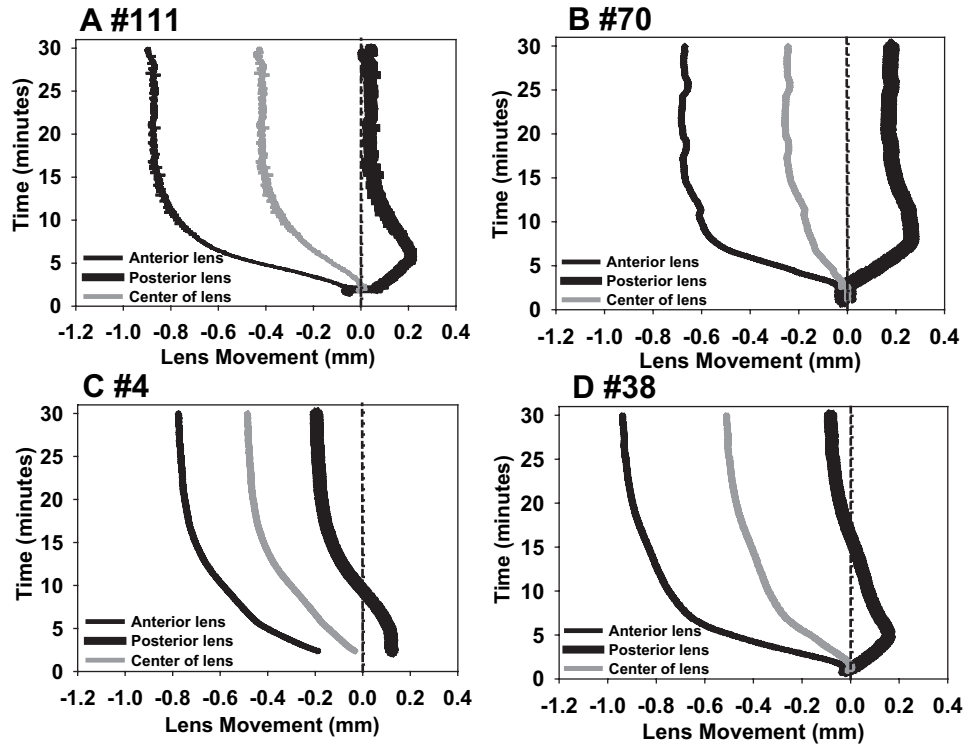 A #111
30
25
20
15
10
5
0
Time (minutes)
Anterior lens
Posterior lens
Center of lens
-1.2 -1.0 -0.8 -0.6 -0.4 -0.2 0.0 0.2 0.4
Lens Movement (mm)
B #70
30
25
20
15
10
5
0
Time (minutes)
Anterior lens
Posterior lens
Center of lens
-1.2 -1.0 -0.8 -0.6 -0.4 -0.2 0.0 0.2 0.4
Lens Movement (mm)
C #4
30
25
20
15
10
5
0
Time (minutes)
Anterior lens
Posterior lens
Center of lens
-1.2 -1.0 -0.8 -0.6 -0.4 -0.2 0.0 0.2 0.4
Lens Movement (mm)
D #38
30
25
20
15
10
5
0
Time (minutes)
Anterior lens
Posterior lens
Center of lens
-1.2 -1.0 -0.8 -0.6 -0.4 -0.2 0.0 0.2 0.4
Lens Movement (mm)